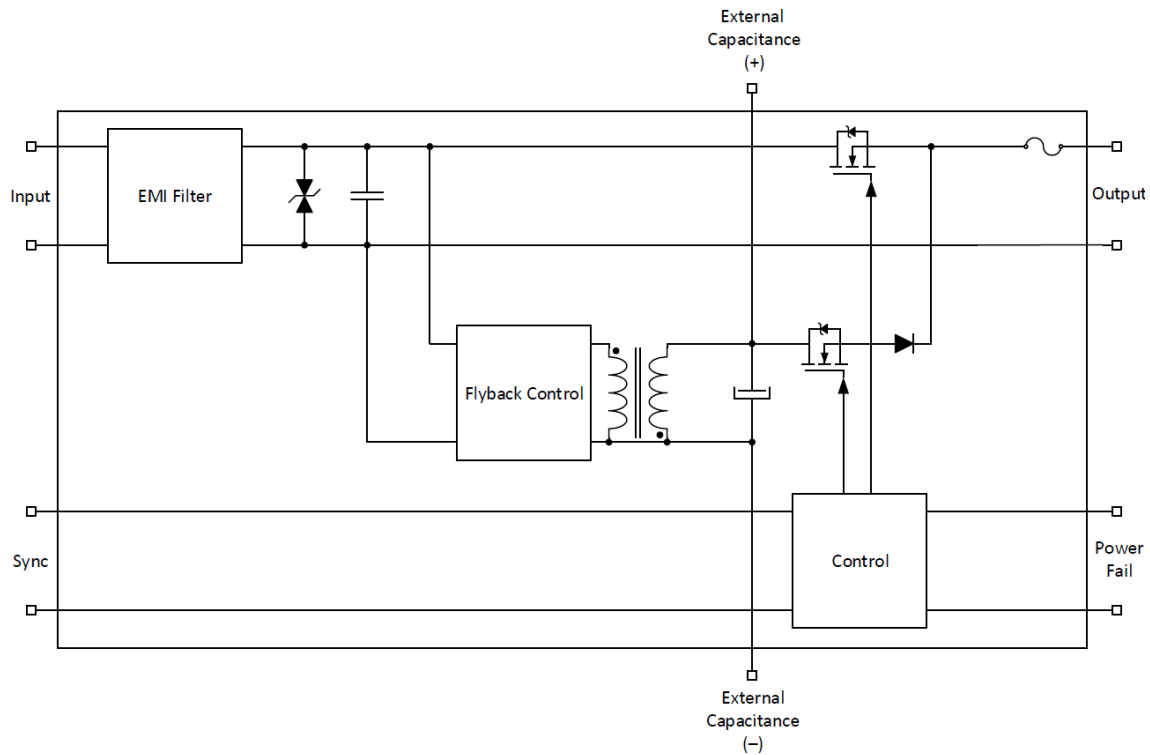 External
Capacitance
(+)
EMI Filter
Input
Output
Flyback Control
Sync
Control
Power
Fail
External
Capacitance
(—)